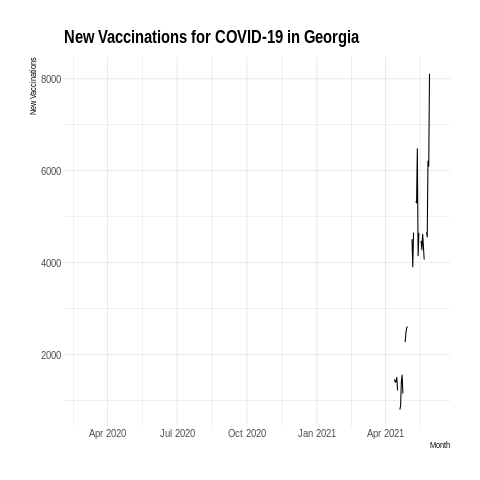 New Vaccinations for COVID-19 in Georgia
New Vaccinations
8000
6000
4000
2000
Apr 2020 Jul 2020 Oct 2020 Jan 2021 Apr 2021
Month